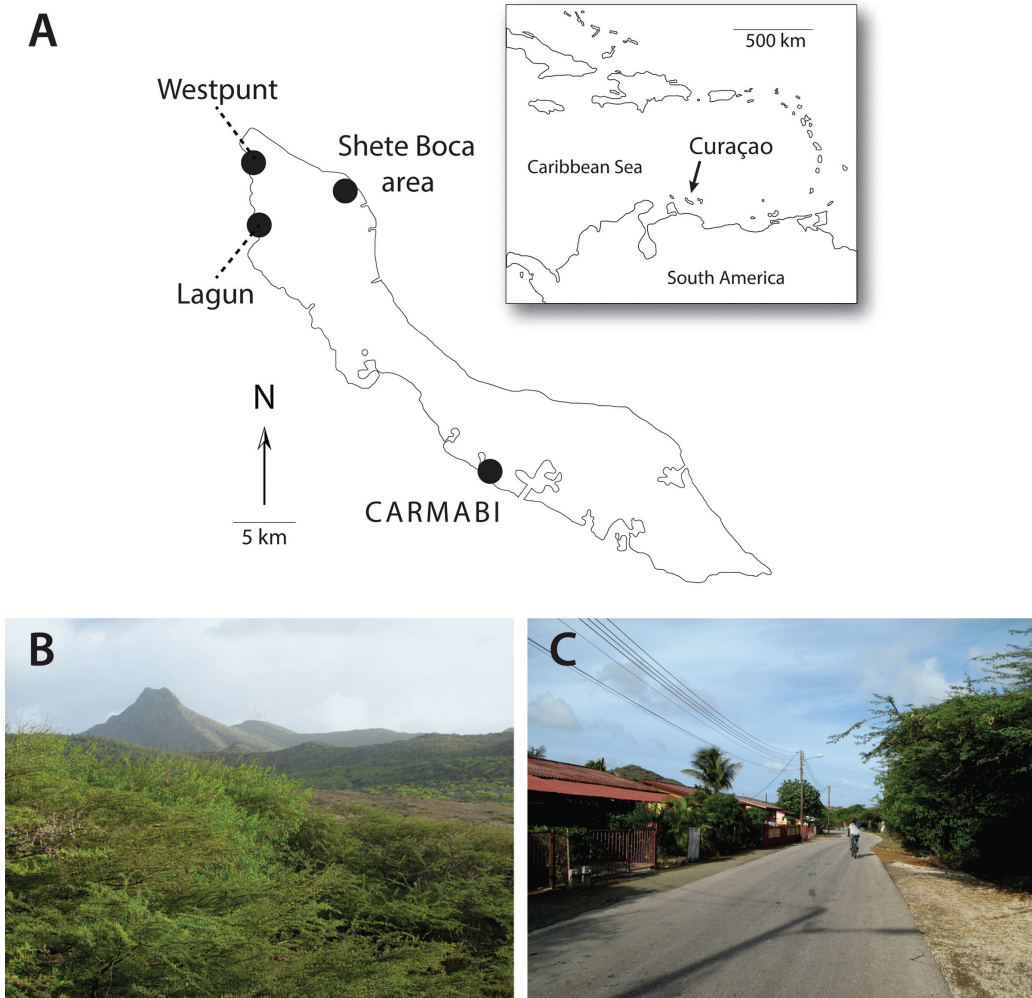 A
Westpunt
Shete Boca
area
Lagun
N
5 km
CARMABI
500 km
Curaçao
Caribbean Sea
South America
B
C